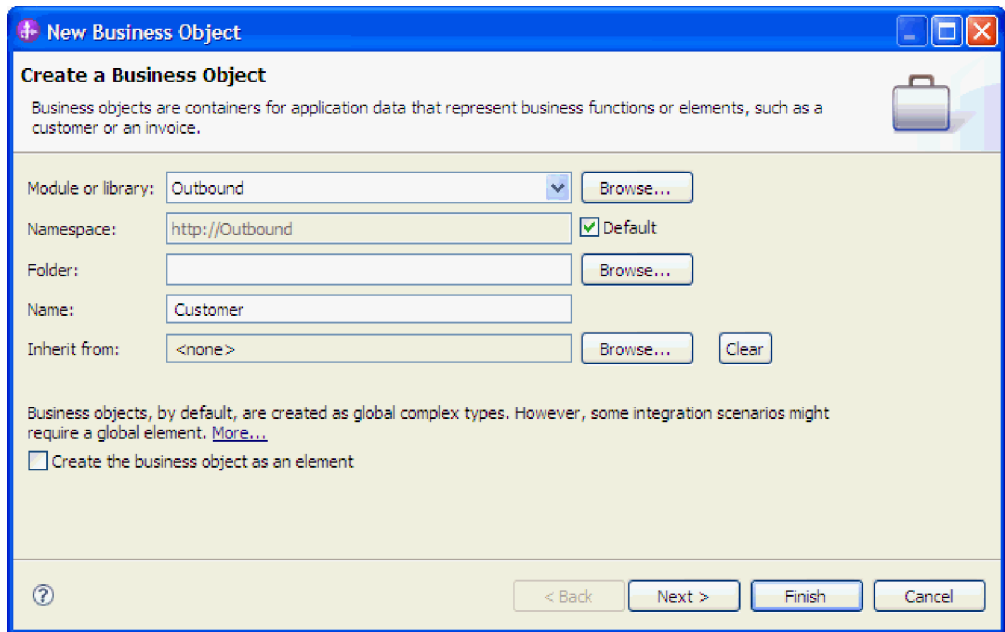 New Business Object
Create a Business Object
Business objects are containers for application data that represent business functions or elements, such as a
customer or an invoice.
Module or library: Outbound Browse...
Namespace: http://Outbound Default
Folder: Browse...
Name: Customer
Inherit from: <none> Browse... Clear
Business objects, by default, are created as global complex types. However, some integration scenarios might
require a global element. More...
Create the business object as an element
? < Back Next > Finish Cancel